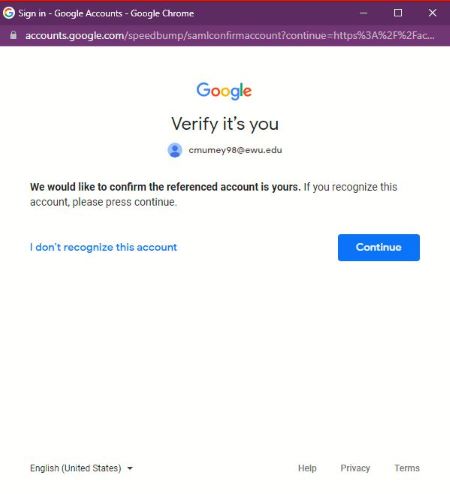 Sign in - Google Accounts - Google Chrome
accounts.google.com/speedbump/samlconfirmaccount?continue=https%3A%2F%2Fac...
Google
Verify it's you
cmumey98@ewu.edu
We would like to confirm the referenced account is yours. If you recognize this
account, please press continue.
I don't recognize this account
Continue
English (United States)
Help Privacy Terms